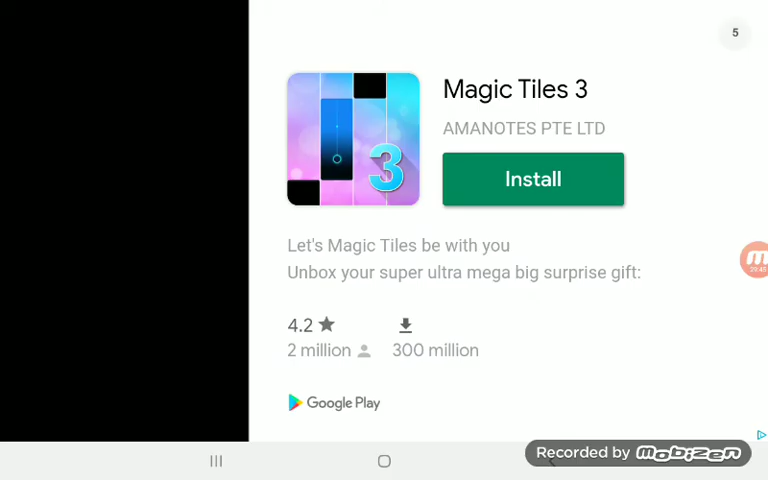 5
Magic Tiles 3
AMANOTES PTE LTD
3
Install
Let's Magic Tiles be with you
Unbox your super ultra mega big surprise gift:
4.2
2 million 300 million
Google Play
Recorded by mobizen